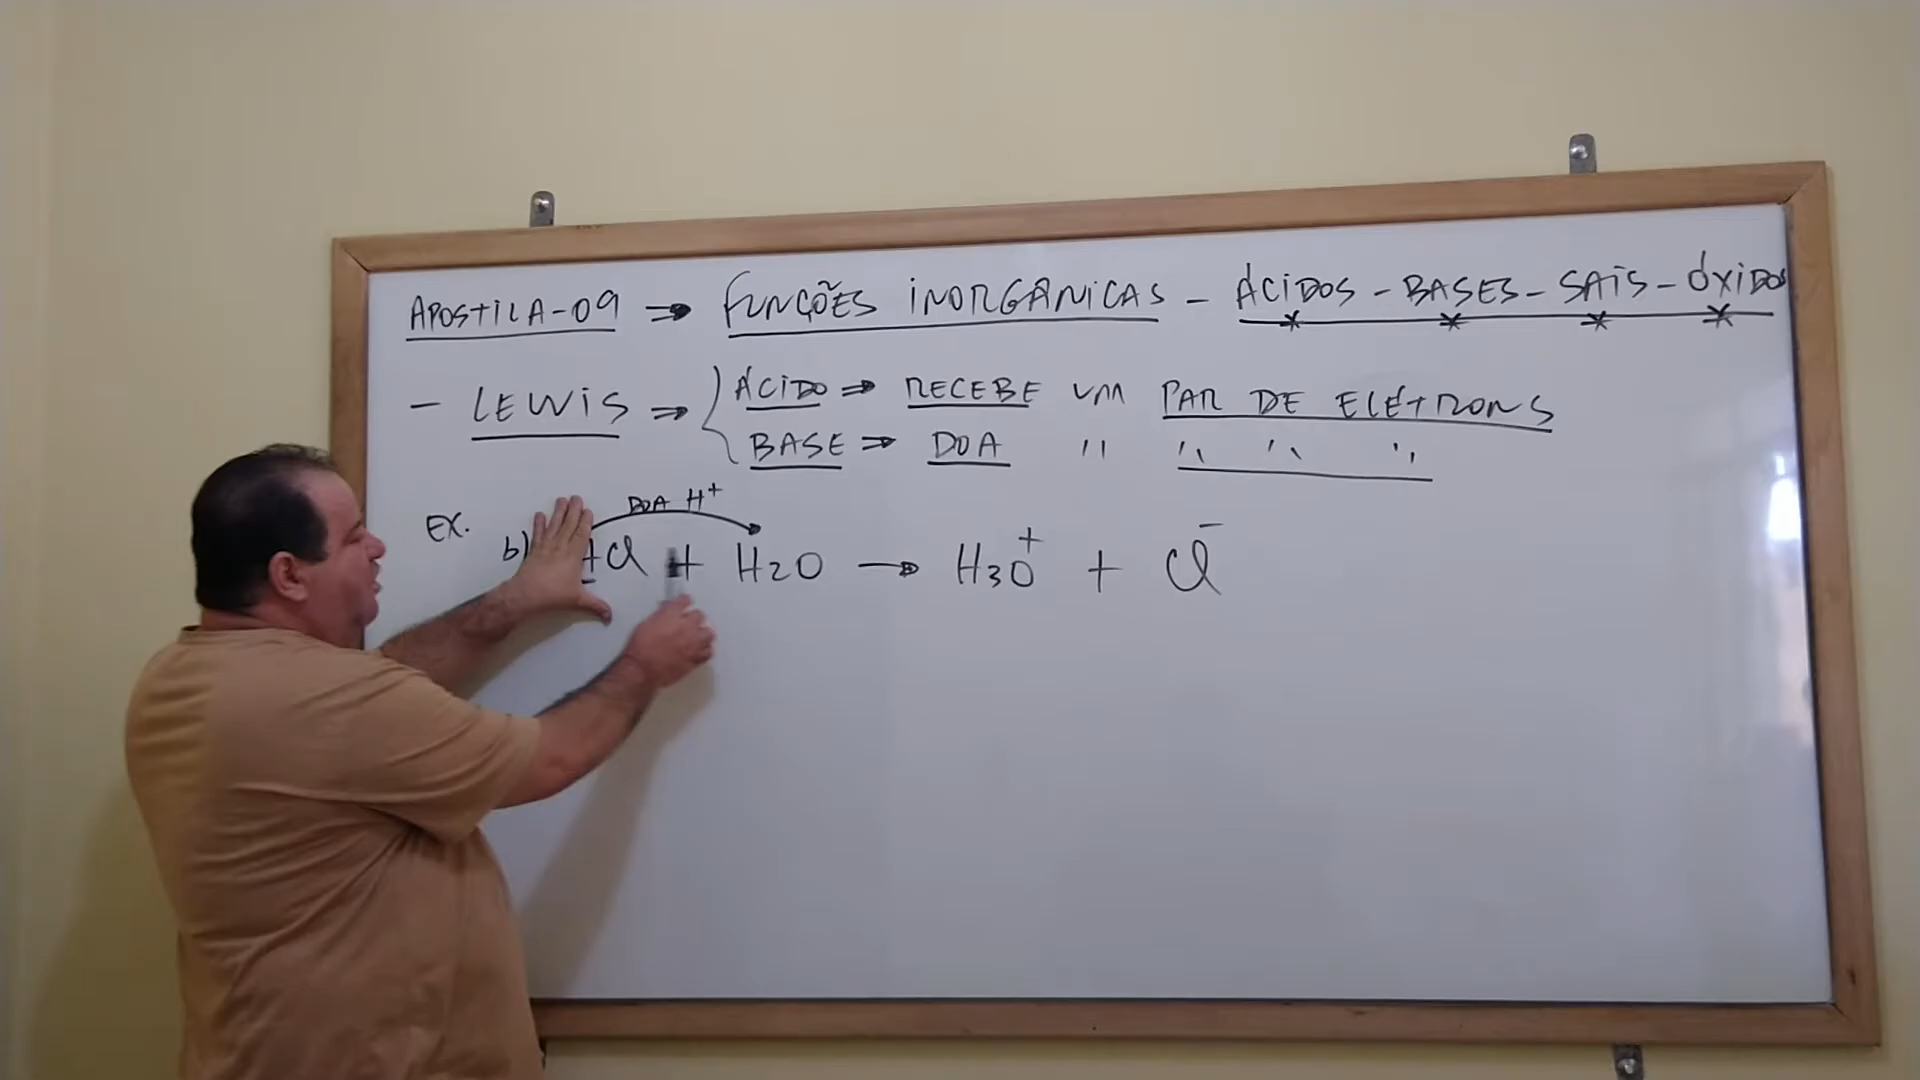 APOSTILA-09 ⇒ FUNÇÕES INORGÂNICAS - ÁCIDOS - BASES - SAIS - ÓXIDOS
- LEWIS ⇒ { ÁCIDO ⇒ RECEBE UM PAR DE ELÉTRONS
BASE ⇒ DOA " " " "
EX.
DOA H⁺
b) HCl + H2O → H3O⁺ + Cl⁻